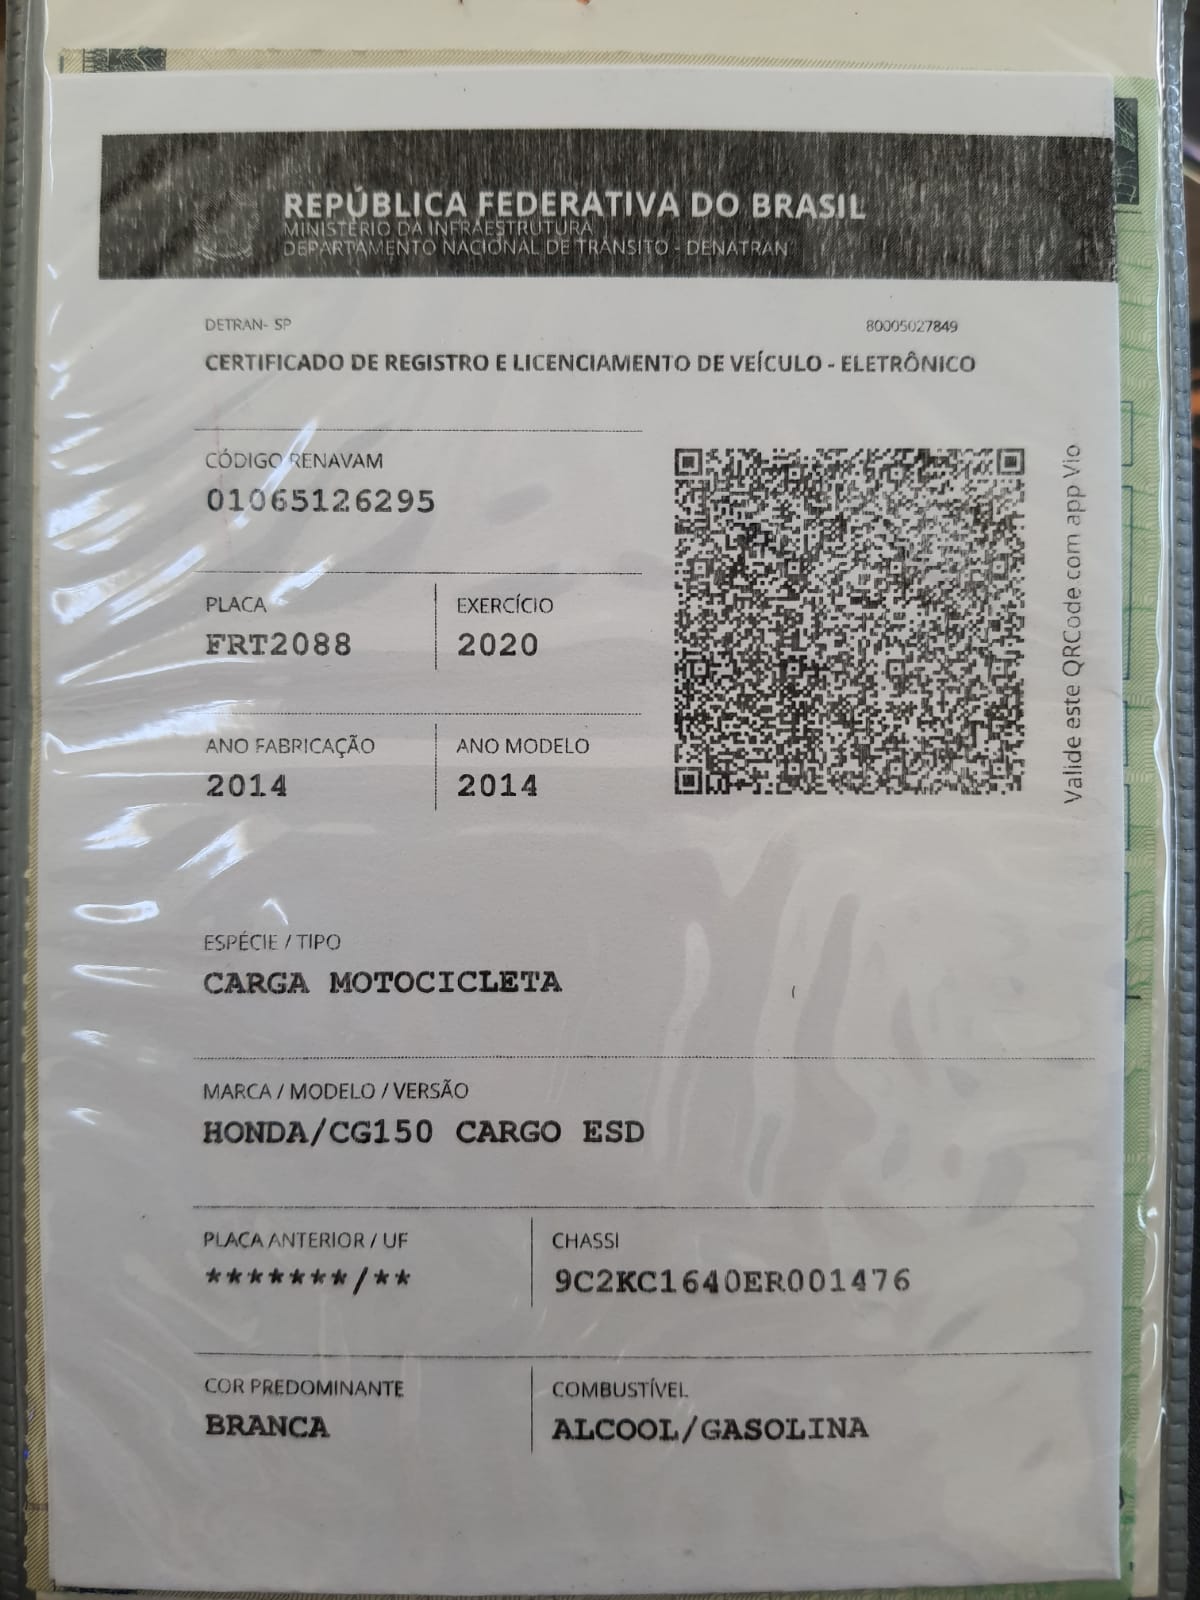 REPÚBLICA FEDERATIVA DO BRASIL
MINISTÉRIO DA INFRAESTRUTURA
DEPARTAMENTO NACIONAL DE TRÂNSITO - DENATRAN
DETRAN- SP
80005027849
CERTIFICADO DE REGISTRO E LICENCIAMENTO DE VEÍCULO - ELETRÔNICO
CÓDIGO RENAVAM
01065126295
PLACA
FRT2088
EXERCÍCIO
2020
ANO FABRICAÇÃO
2014
ANO MODELO
2014
Valide este QRCode com app Vio
ESPÉCIE / TIPO
CARGA MOTOCICLETA
MARCA / MODELO / VERSÃO
HONDA/CG150 CARGO ESD
PLACA ANTERIOR / UF
*******/**
CHASSI
9C2KC1640ER001476
COR PREDOMINANTE
BRANCA
COMBUSTÍVEL
ALCOOL/GASOLINA